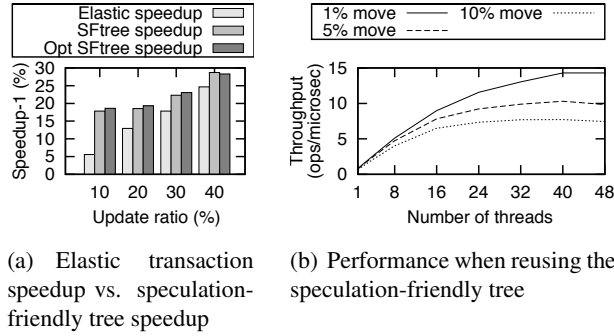 Elastic speedup
SFtree speedup
Opt SFtree speedup
Speedup-1 (%)
30
25
20
15
10
5
0
10 20 30 40
Update ratio (%)
(a) Elastic transaction
speedup vs. speculation-
friendly tree speedup
1% move 10% move
5% move
Throughput
(ops/microsec)
15
10
5
0
1 8 16 24 32 40 48
Number of threads
(b) Performance when reusing the
speculation-friendly tree